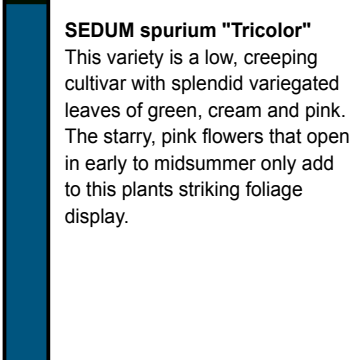 SEDUM spurium "Tricolor"
This variety is a low, creeping
cultivar with splendid variegated
leaves of green, cream and pink.
The starry, pink flowers that open
in early to midsummer only add
to this plants striking foliage
display.